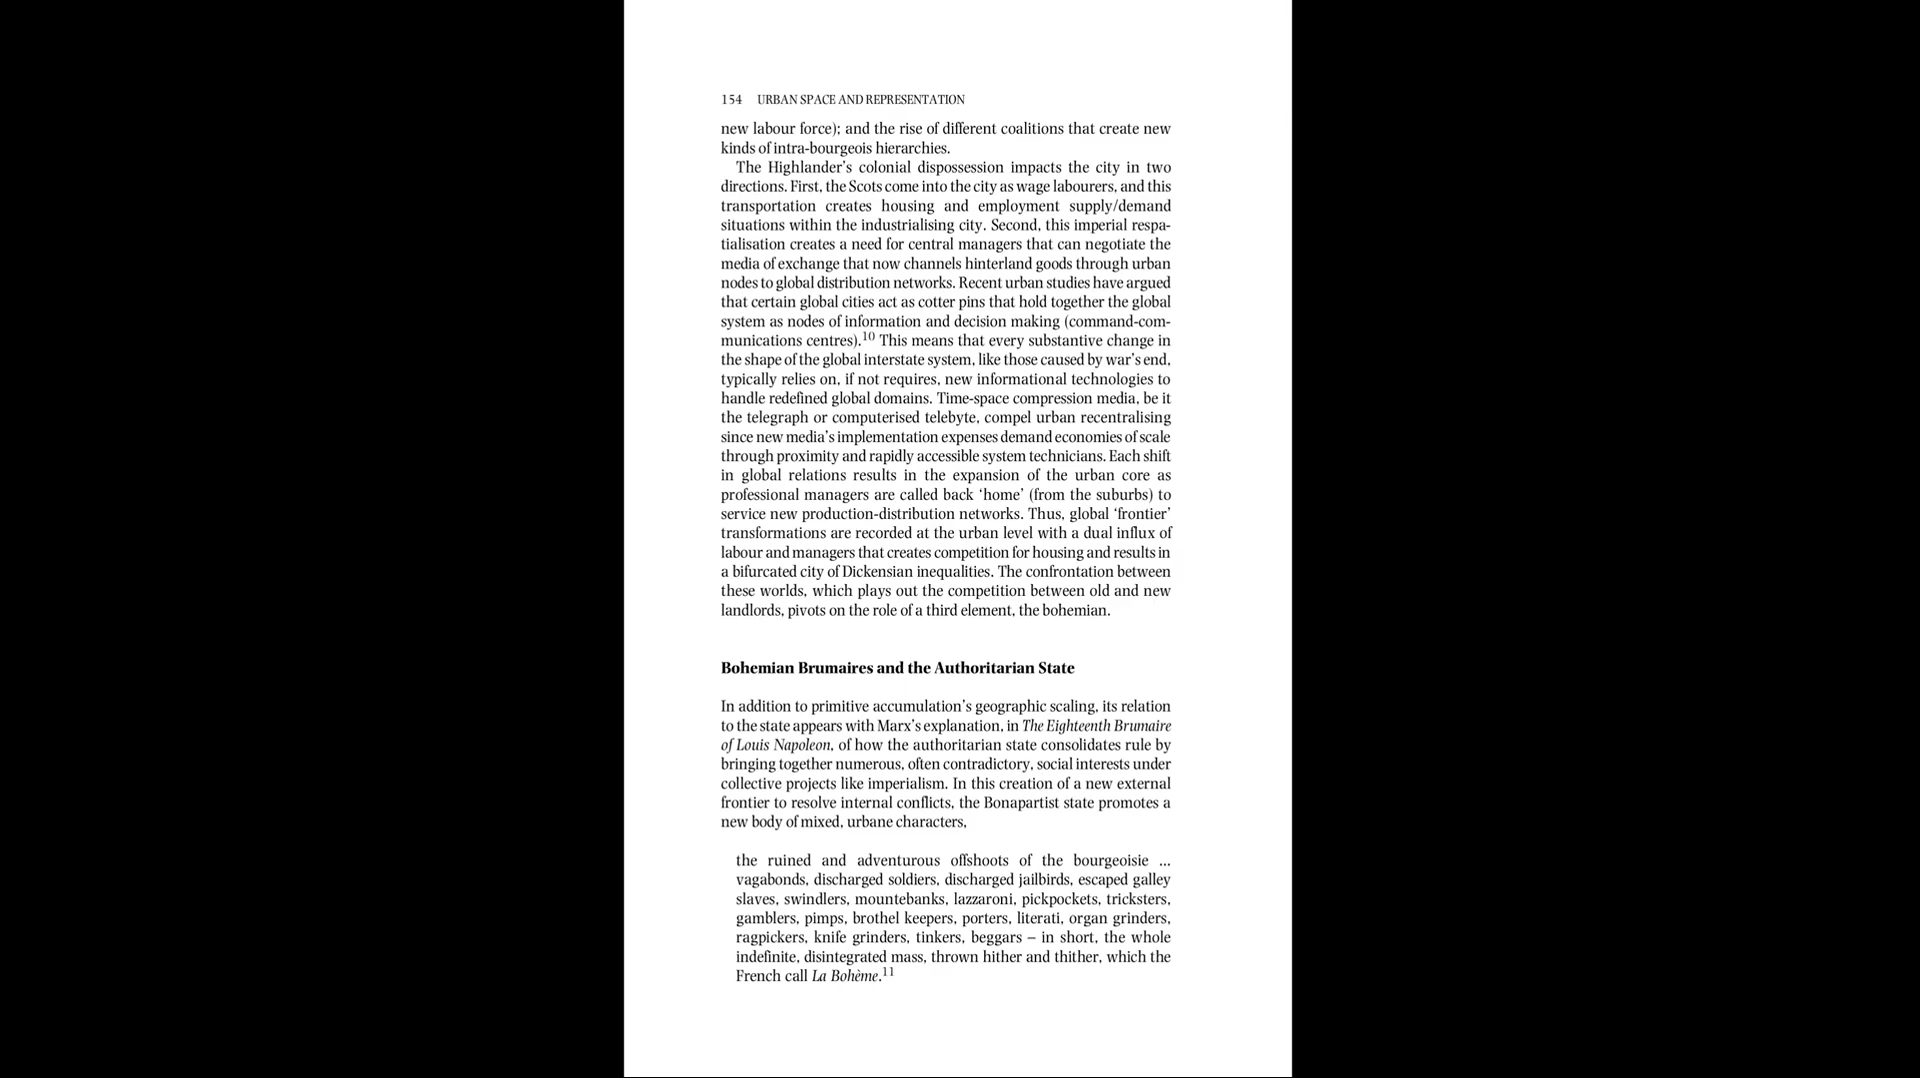 154 URBAN SPACE AND REPRESENTATION
new labour force); and the rise of different coalitions that create new
kinds of intra-bourgeois hierarchies.
The Highlander’s colonial dispossession impacts the city in two
directions. First, the Scots come into the city as wage labourers, and this
transportation creates housing and employment supply/demand
situations within the industrialising city. Second, this imperial respa-
tialisation creates a need for central managers that can negotiate the
media of exchange that now channels hinterland goods through urban
nodes to global distribution networks. Recent urban studies have argued
that certain global cities act as cotter pins that hold together the global
system as nodes of information and decision making (command-com-
munications centres).10 This means that every substantive change in
the shape of the global interstate system, like those caused by war’s end,
typically relies on, if not requires, new informational technologies to
handle redefined global domains. Time-space compression media, be it
the telegraph or computerised telebyte, compel urban recentralising
since new media’s implementation expenses demand economies of scale
through proximity and rapidly accessible system technicians. Each shift
in global relations results in the expansion of the urban core as
professional managers are called back ‘home’ (from the suburbs) to
service new production-distribution networks. Thus, global ‘frontier’
transformations are recorded at the urban level with a dual influx of
labour and managers that creates competition for housing and results in
a bifurcated city of Dickensian inequalities. The confrontation between
these worlds, which plays out the competition between old and new
landlords, pivots on the role of a third element, the bohemian.
Bohemian Brumaires and the Authoritarian State
In addition to primitive accumulation’s geographic scaling, its relation
to the state appears with Marx’s explanation, in The Eighteenth Brumaire
of Louis Napoleon, of how the authoritarian state consolidates rule by
bringing together numerous, often contradictory, social interests under
collective projects like imperialism. In this creation of a new external
frontier to resolve internal conflicts, the Bonapartist state promotes a
new body of mixed, urbane characters,
the ruined and adventurous offshoots of the bourgeoisie ...
vagabonds, discharged soldiers, discharged jailbirds, escaped galley
slaves, swindlers, mountebanks, lazzaroni, pickpockets, tricksters,
gamblers, pimps, brothel keepers, porters, literati, organ grinders,
ragpickers, knife grinders, tinkers, beggars – in short, the whole
indefinite, disintegrated mass, thrown hither and thither, which the
French call La Bohème.11